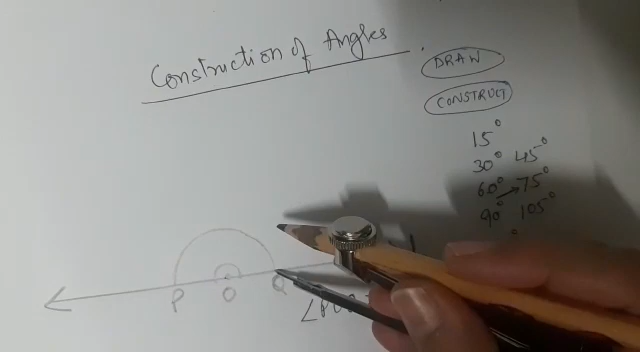 Construction of Angles.
DRAW
CONSTRUCT
15°
30° 45°
60° → 75°
90° 105°
P O Q